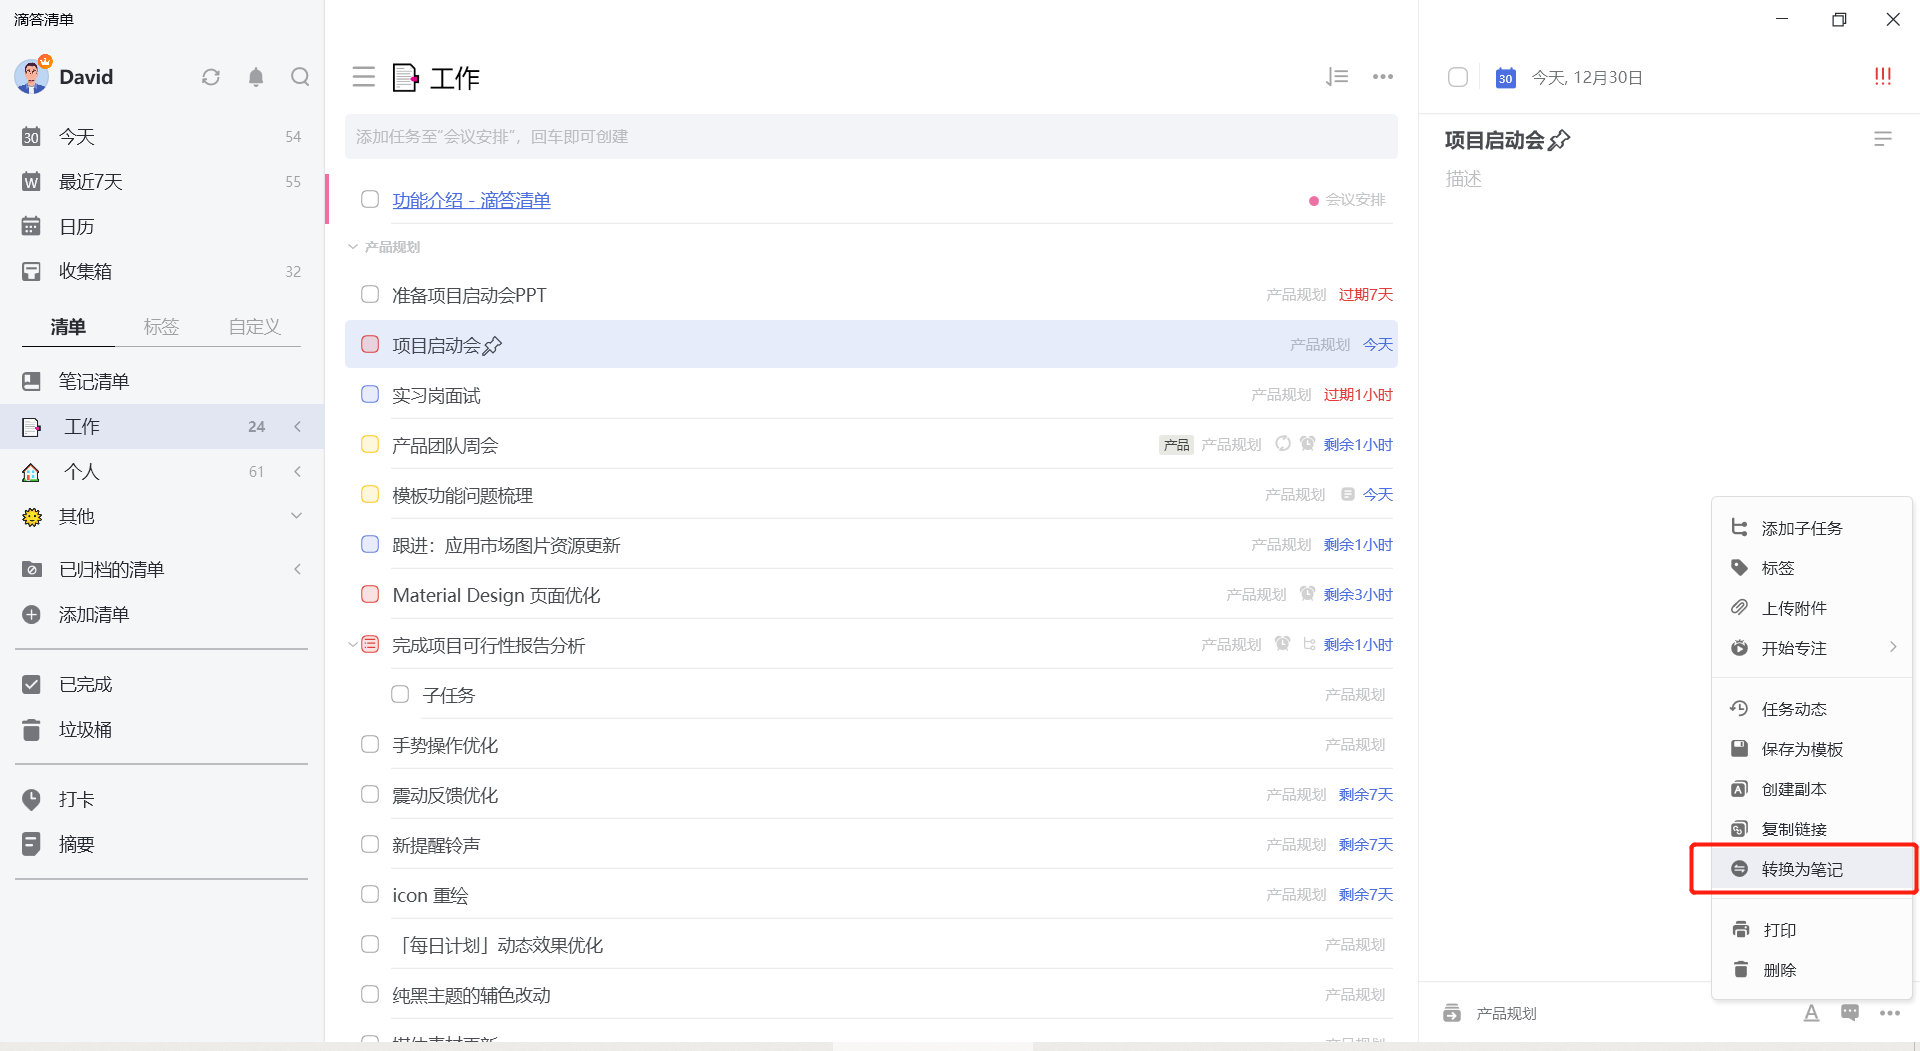 滴答清单
David
30 今天 54
W 最近7天 55
日历
收集箱 32
清单 标签 自定义
笔记清单
工作 24
个人 61
其他
已归档的清单
添加清单
已完成
垃圾桶
打卡
摘要
工作
添加任务至“会议安排”，回车即可创建
功能介绍 - 滴答清单 会议安排
产品规划
准备项目启动会PPT 产品规划 过期7天
项目启动会 产品规划 今天
实习岗面试 产品规划 过期1小时
产品团队周会 产品 产品规划 剩余1小时
模板功能问题梳理 产品规划 今天
跟进：应用市场图片资源更新 产品规划 剩余1小时
Material Design 页面优化 产品规划 剩余3小时
完成项目可行性报告分析 产品规划 剩余1小时
子任务 产品规划
手势操作优化 产品规划
震动反馈优化 产品规划 剩余7天
新提醒铃声 产品规划 剩余7天
icon 重绘 产品规划 剩余7天
「每日计划」动态效果优化 产品规划
纯黑主题的辅色改动 产品规划
30 今天, 12月30日 !!!
项目启动会
描述
添加子任务
标签
上传附件
开始专注
任务动态
保存为模板
创建副本
复制链接
转换为笔记
打印
删除
产品规划 A